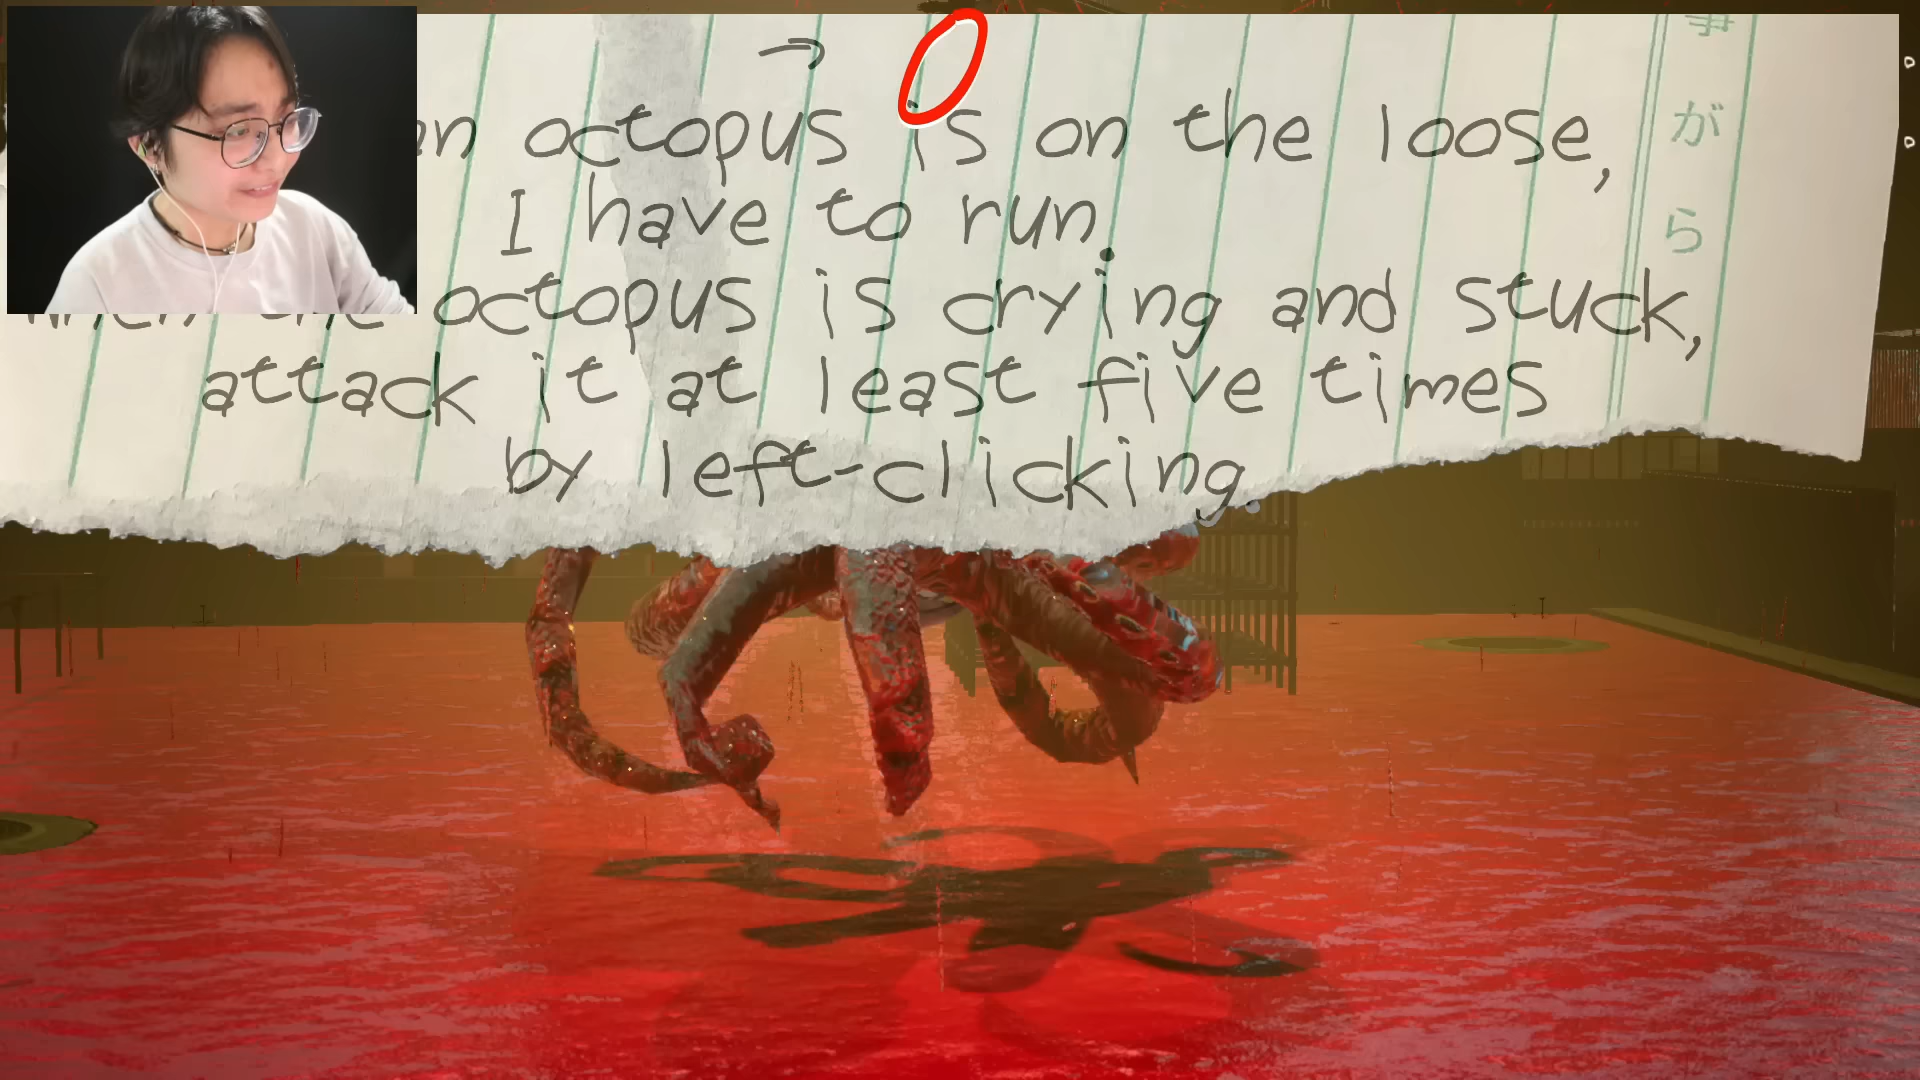 octopus is on the loose,
I have to run.
octopus is crying and stuck,
attack it at least five times
by left-clicking.
がら